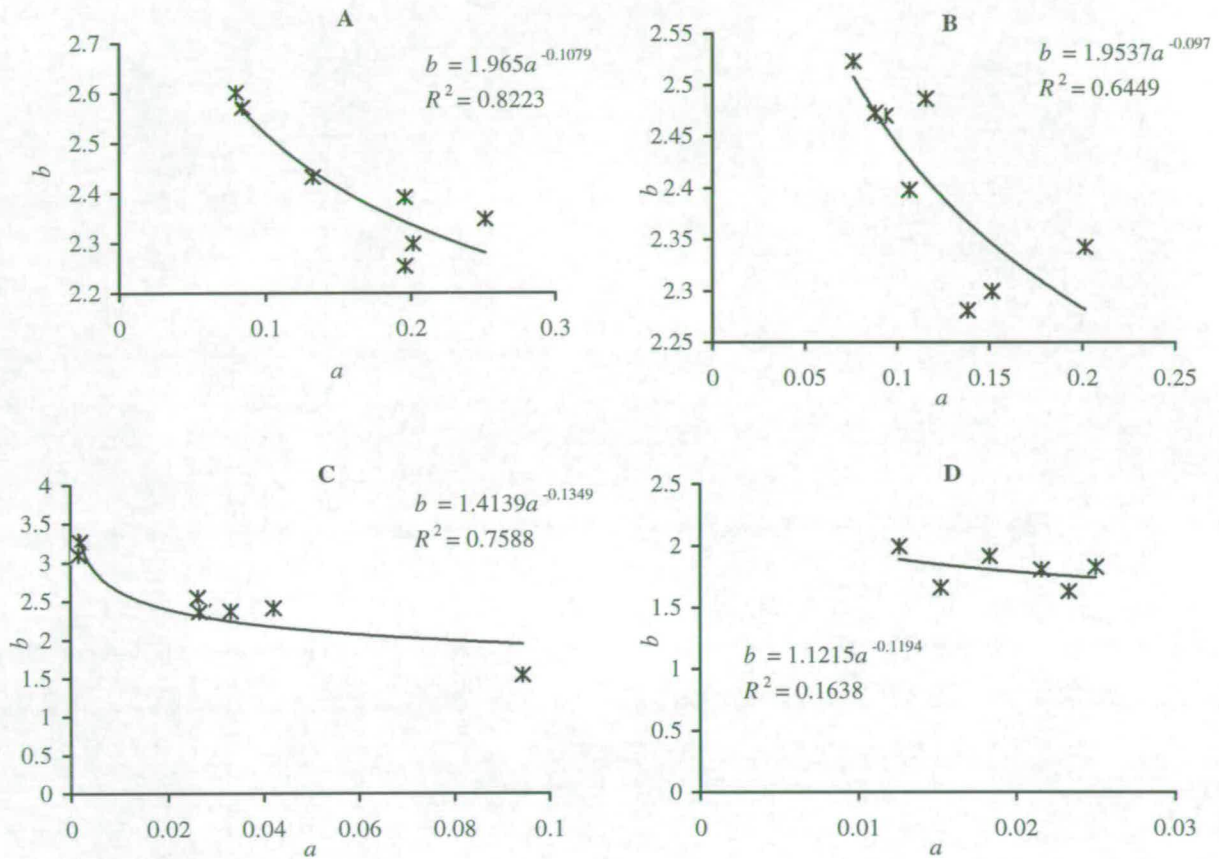 A
b = 1.965a^-0.1079
R^2 = 0.8223
2.7
2.6
2.5
2.4
2.3
2.2
b
0
0.1
0.2
0.3
a
B
b = 1.9537a^-0.097
R^2 = 0.6449
2.55
2.5
2.45
2.4
2.35
2.3
2.25
b
0
0.05
0.1
0.15
0.2
0.25
a
C
b = 1.4139a^-0.1349
R^2 = 0.7588
4
3.5
3
2.5
2
1.5
1
0.5
0
b
0
0.02
0.04
0.06
0.08
0.1
a
D
2.5
2
1.5
1
0.5
0
b
b = 1.1215a^-0.1194
R^2 = 0.1638
0
0.01
0.02
0.03
a